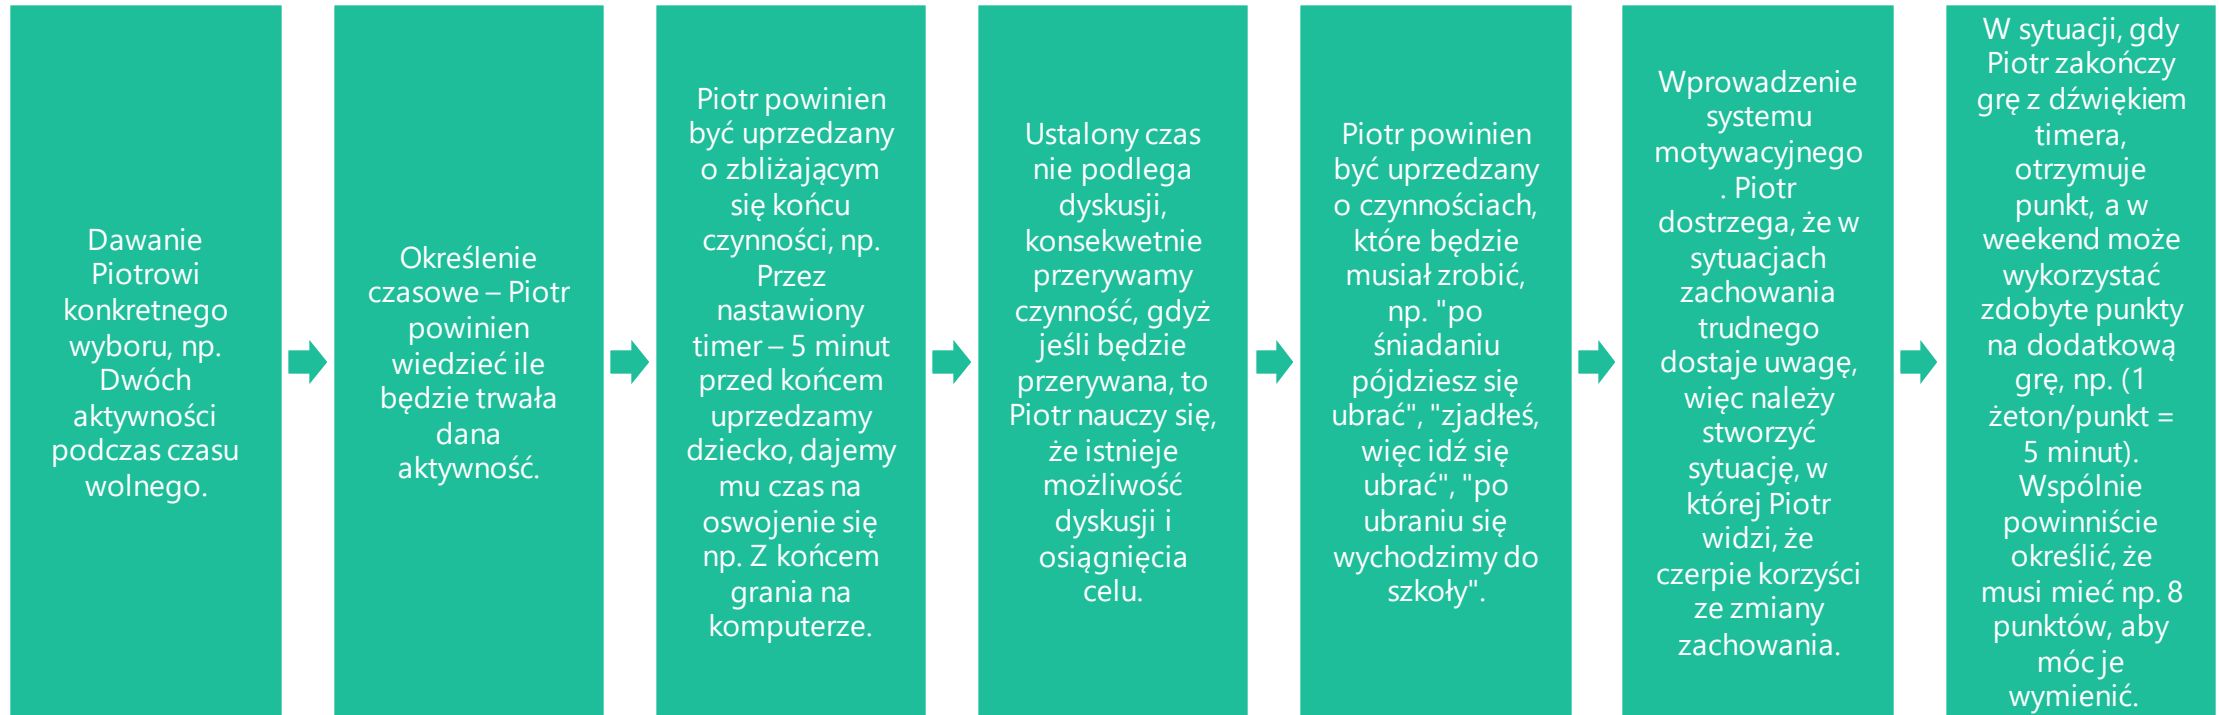 Dawanie
Piotrowi
konkretnego
wyboru, np.
Dwóch
aktywności
podczas czasu
wolnego.
Określenie
czasowe – Piotr
powinien
wiedzieć ile
będzie trwała
dana
aktywność.
Piotr powinien
być uprzedzany
o zbliżającym
się końcu
czynności, np.
Przez
nastawiony
timer – 5 minut
przed końcem
uprzedzamy
dziecko, dajemy
mu czas na
oswojenie się
np. Z końcem
grania na
komputerze.
Ustalony czas
nie podlega
dyskusji,
konsekwetnie
przerywamy
czynność, gdyż
jeśli będzie
przerywana, to
Piotr nauczy się,
że istnieje
możliwość
dyskusji i
osiągnięcia
celu.
Piotr powinien
być uprzedzany
o czynnościach,
które będzie
musiał zrobić,
np. "po
śniadaniu
pójdziesz się
ubrać", "zjadłeś,
więc idź się
ubrać", "po
ubraniu się
wychodzimy do
szkoły".
Wprowadzenie
systemu
motywacyjnego
. Piotr
dostrzega, że w
sytuacjach
zachowania
trudnego
dostaje uwagę,
więc należy
stworzyć
sytuację, w
której Piotr
widzi, że
czerpie korzyści
ze zmiany
zachowania.
W sytuacji, gdy
Piotr zakończy
grę z dźwiękiem
timera,
otrzymuje
punkt, a w
weekend może
wykorzystać
zdobyte punkty
na dodatkową
grę, np. (1
żeton/punkt =
5 minut).
Wspólnie
powinniście
określić, że
musi mieć np. 8
punktów, aby
móc je
wymienić.